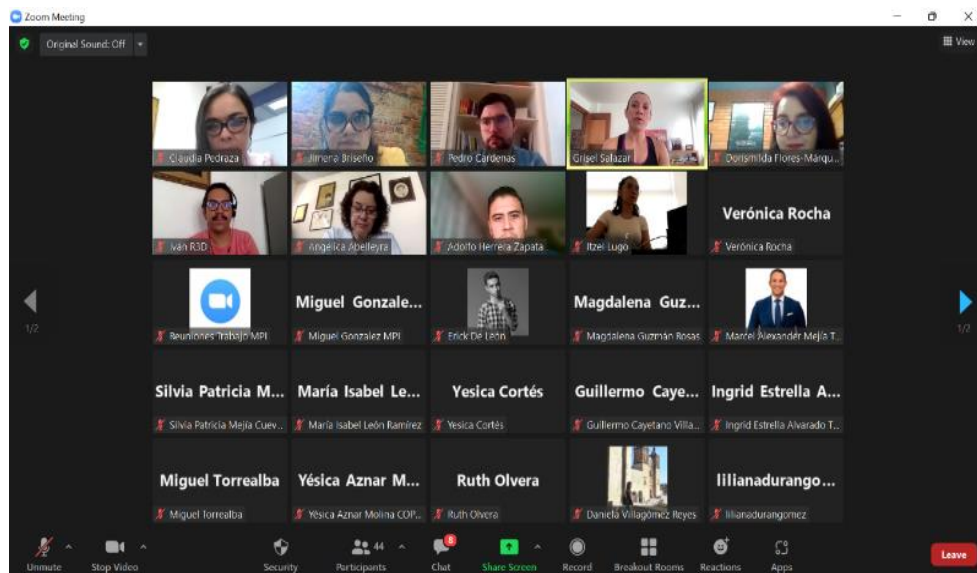 Zoom Meeting
Original Sound: Off
View
Claudia Pedraza
Jimena Briseño
Pedro Cárdenas
Grisel Salazar
Dorismilda Flores-Márqu...
Iván R3D
Angélica Abelleyra
Adolfo Herrera Zapata
Itzel Lugo
Verónica Rocha
Verónica Rocha
Reuniones Trabajo MPI
Miguel Gonzale...
Miguel Gonzalez MPI
Erick De León
Magdalena Guz...
Magdalena Guzmán Rosas
Marcel Alexander Mejía T...
1/2
1/2
Silvia Patricia M...
Silvia Patricia Mejía Cuev...
María Isabel Le...
María Isabel León Ramírez
Yesica Cortés
Yesica Cortés
Guillermo Caye...
Guillermo Cayetano Villa...
Ingrid Estrella A...
Ingrid Estrella Alvarado T...
Miguel Torrealba
Miguel Torrealba
Yésica Aznar M...
Yésica Aznar Molina COP...
Ruth Olvera
Ruth Olvera
Daniela Villagómez Reyes
lilianadurango...
lilianadurangomez
Unmute
Stop Video
Security
44
Participants
8
Chat
Share Screen
Record
Breakout Rooms
Reactions
Apps
Leave